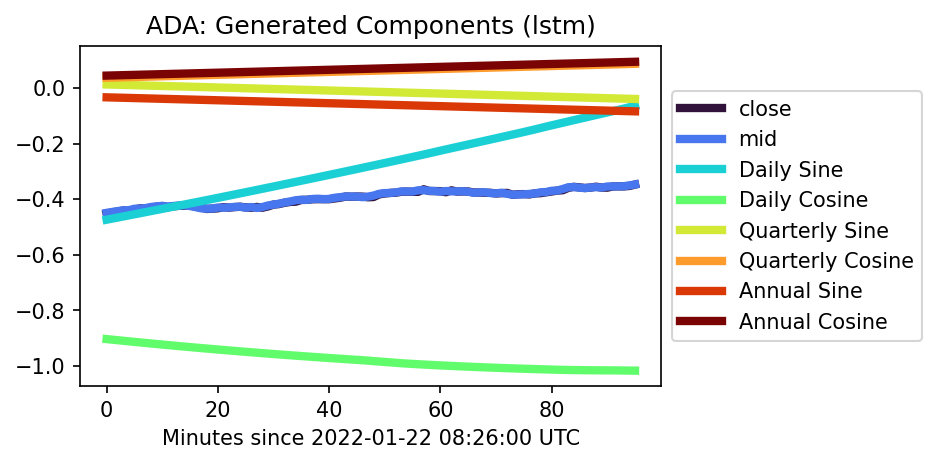 ADA: Generated Components (lstm)
0.0
−0.2
−0.4
−0.6
−0.8
−1.0
0 20 40 60 80
Minutes since 2022-01-22 08:26:00 UTC
close
mid
Daily Sine
Daily Cosine
Quarterly Sine
Quarterly Cosine
Annual Sine
Annual Cosine